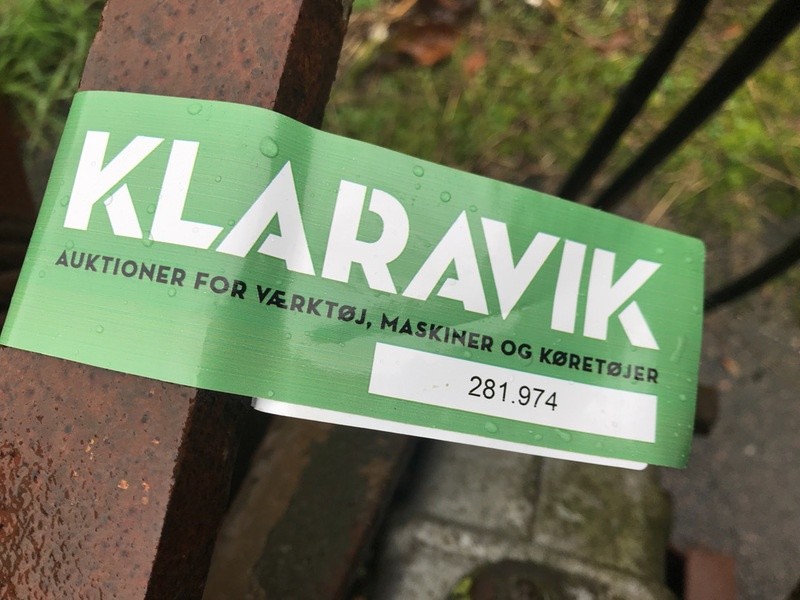 KLARAVIK
AUKTIONER FOR VÆRKTØJ, MASKINER OG KØRETØJER
281.974